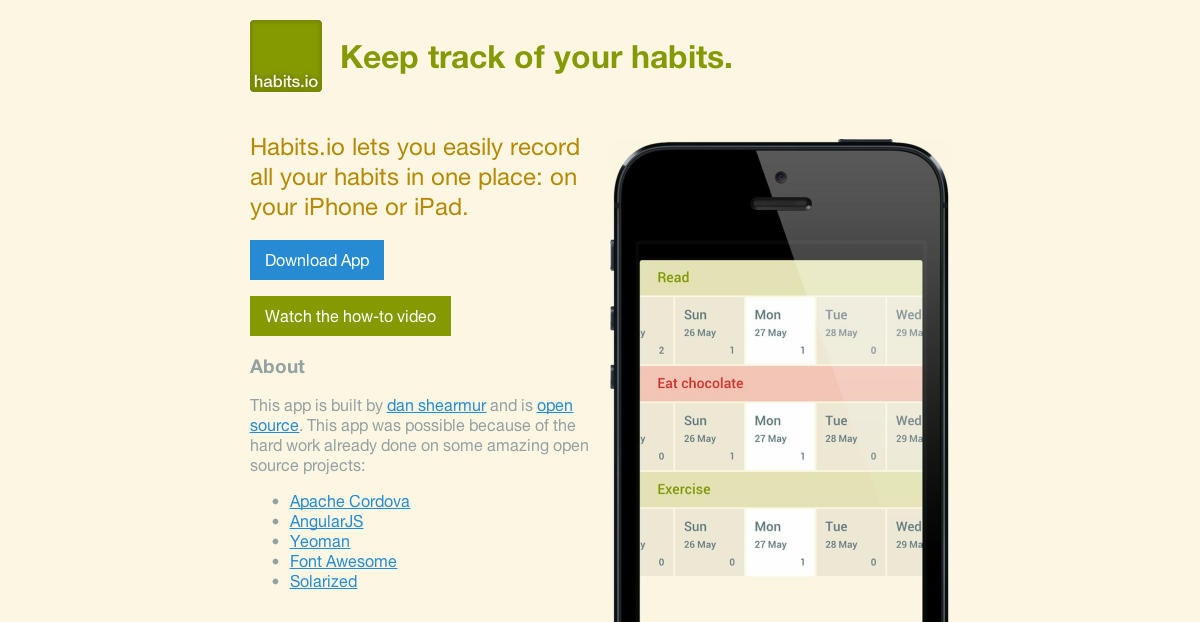 habits.io
Keep track of your habits.
Habits.io lets you easily record
all your habits in one place: on
your iPhone or iPad.
Download App
Watch the how-to video
About
This app is built by dan shearmur and is open
source. This app was possible because of the
hard work already done on some amazing open
source projects:
Apache Cordova
AngularJS
Yeoman
Font Awesome
Solarized
Read
Sun Mon Tue Wed
y 26 May 27 May 28 May 29 Ma
2 1 1 0
Eat chocolate
Sun Mon Tue Wed
y 26 May 27 May 28 May 29 Ma
0 1 1 0
Exercise
Sun Mon Tue Wed
y 26 May 27 May 28 May 29 Ma
0 0 1 0